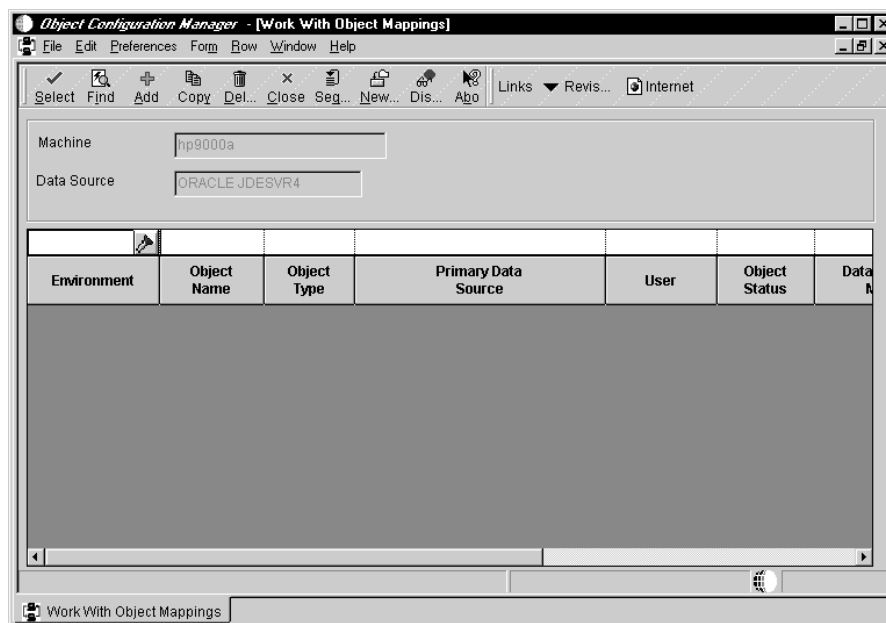 Object Configuration Manager - [Work With Object Mappings]
File Edit Preferences Form Row Window Help
Select Find Add Copy Del... Close Seq... New... Dis... Abo Links Revis... Internet
Machine hp9000a
Data Source ORACLE JDESVR4
Environment Object Name Object Type Primary Data Source User Object Status Data M
Work With Object Mappings